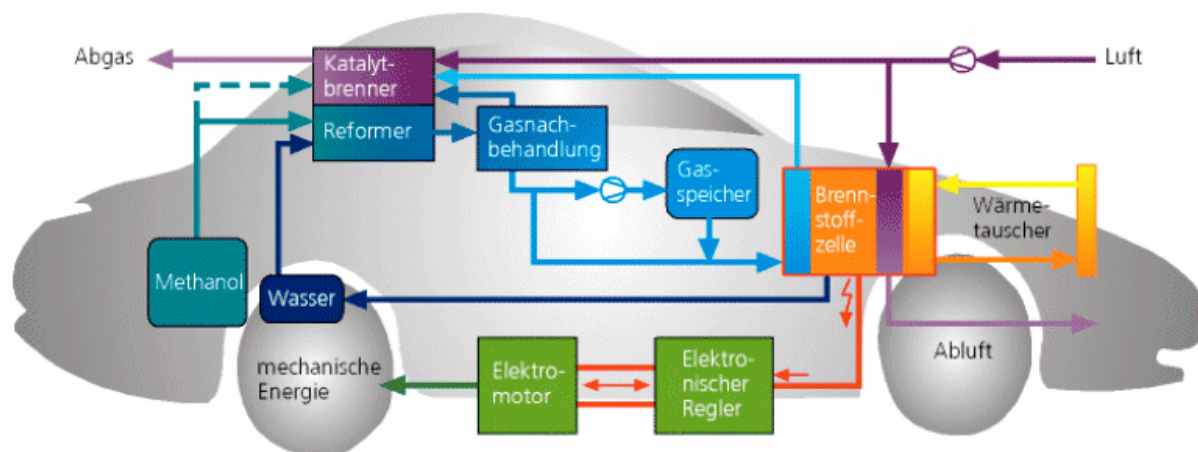 Abgas
Katalyt-
brenner
Luft
Reformer
Gasnach-
behandlung
Gas-
speicher
Brenn-
stoff-
zelle
Wärme-
tauscher
Methanol
Wasser
Abluft
mechanische
Energie
Elektro-
motor
Elektro-
nischer
Regler